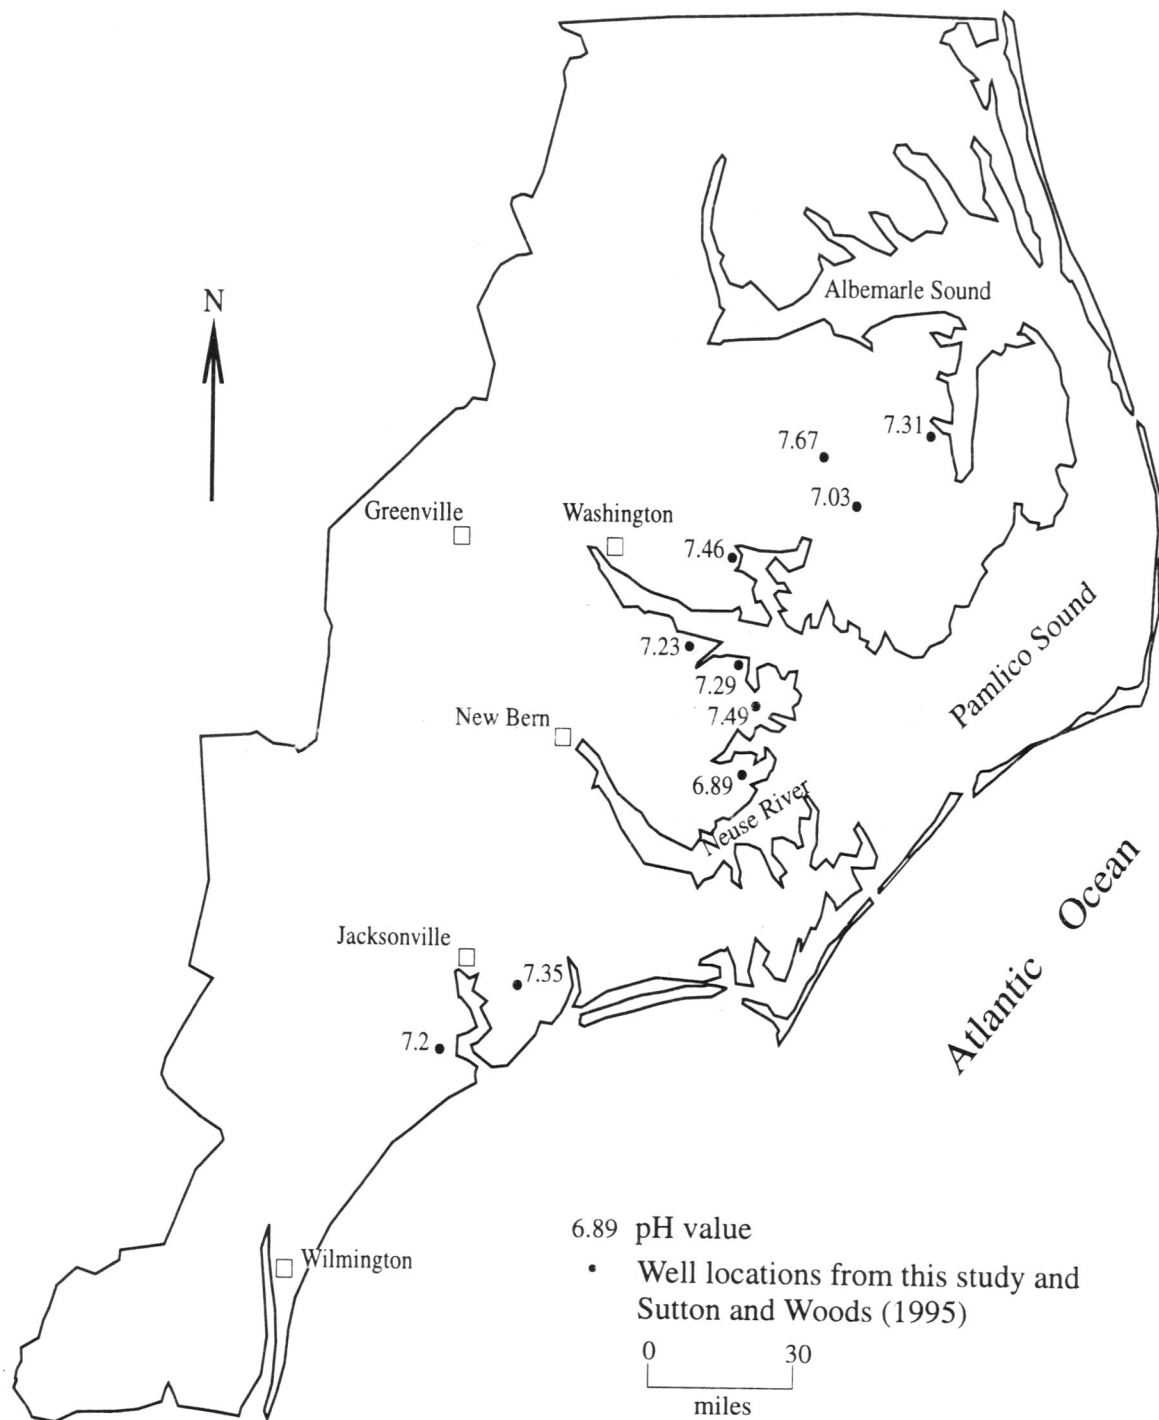 N
Albemarle Sound
7.31
7.67
7.03
Greenville
Washington
7.46
7.23
7.29
7.49
Pamlico Sound
New Bern
6.89
Neuse River
Atlantic Ocean
Jacksonville
7.35
7.2
Wilmington
6.89 pH value
Well locations from this study and
Sutton and Woods (1995)
0 30
miles